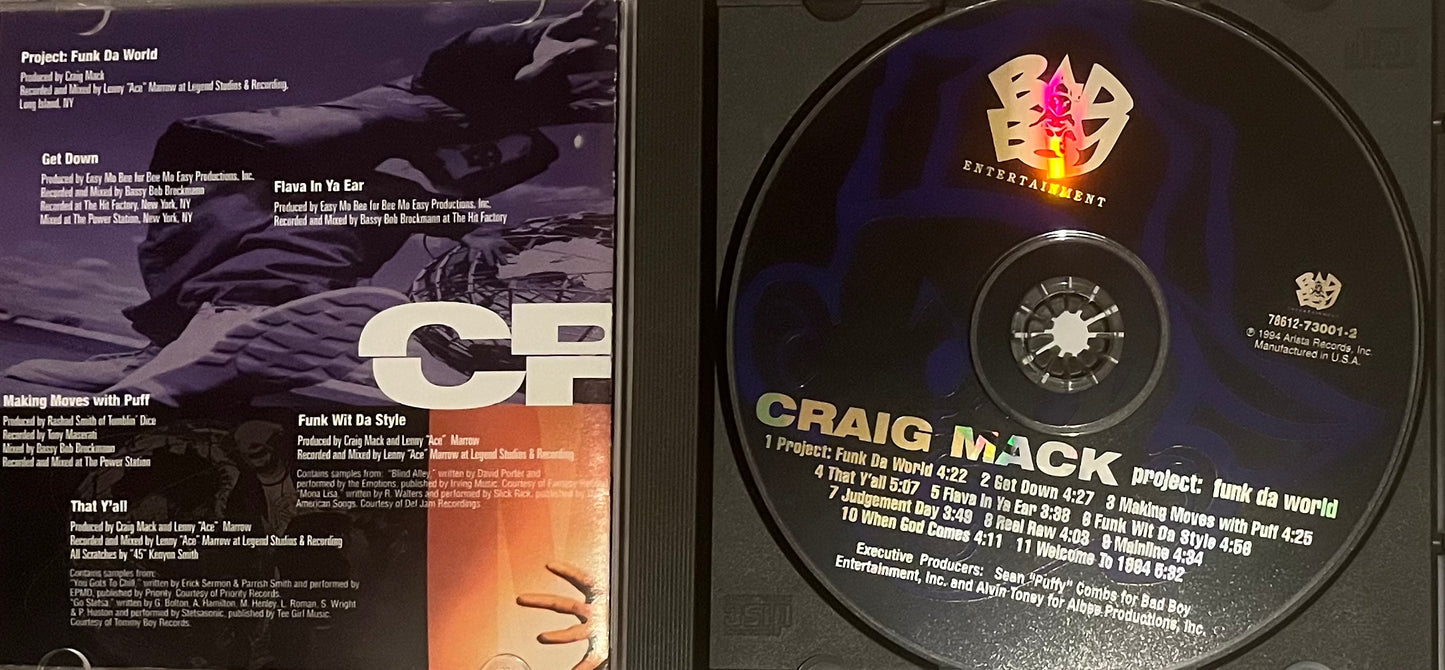 Project: Funk Da World
Produced by Craig Mack
Recorded and Mixed by Lenny "Ace" Marrow at Legend Studios & Recording,
Long Island, NY
Get Down
Produced by Easy Mo Bee for Bee Mo Easy Productions, Inc.
Recorded and Mixed by Bassy Bob Brockmann
Recorded at The Hit Factory, New York, NY
Mixed at The Power Station, New York, NY
Flava In Ya Ear
Produced by Easy Mo Bee for Bee Mo Easy Productions, Inc.
Recorded and Mixed by Bassy Bob Brockmann at The Hit Factory
Making Moves with Puff
Produced by Rashad Smith of Tumblin' Dice
Recorded by Tony Maserati
Mixed by Bassy Bob Brockmann
Recorded and Mixed at The Power Station
Funk Wit Da Style
Produced by Craig Mack and Lenny "Ace" Marrow
Recorded and Mixed by Lenny "Ace" Marrow at Legend Studios & Recording
Contains samples from: "Blind Alley," written by David Porter and
performed by the Emotions, published by Irving Music. Courtesy of Fantasy
"Mona Lisa," written by R. Walters and performed by Slick Rick, published by
American Songs. Courtesy of Def Jam Recordings
That Y'all
Produced by Craig Mack and Lenny "Ace" Marrow
Recorded and Mixed by Lenny "Ace" Marrow at Legend Studios & Recording
All Scratches by "45" Kenyon Smith
Contains samples from:
"You Gots To Chill," written by Erick Sermon & Parrish Smith and performed by
EPMD, published by Priority. Courtesy of Priority Records.
"Go Stetsa," written by G. Bolton, A. Hamilton, M. Henley, L. Roman, S. Wright
& P. Huston and performed by Stetsasonic, published by Tee Girl Music.
Courtesy of Tommy Boy Records.
BAD BOY
ENTERTAINMENT
BAD BOY
ENTERTAINMENT
78612-73001-2
℗ 1994 Arista Records, Inc.
Manufactured in U.S.A.
CRAIG MACK project: funk da world
1 Project: Funk Da World 4:22 2 Get Down 4:27 3 Making Moves with Puff 4:25
4 That Y'all 5:07 5 Flava In Ya Ear 3:38 6 Funk Wit Da Style 4:56
7 Judgement Day 3:49 8 Real Raw 4:03 9 Mainline 4:34
10 When God Comes 4:11 11 Welcome To 1994 5:32
Executive Producers: Sean "Puffy" Combs for Bad Boy
Entertainment, Inc. and Alvin Toney for Albee Productions, Inc.